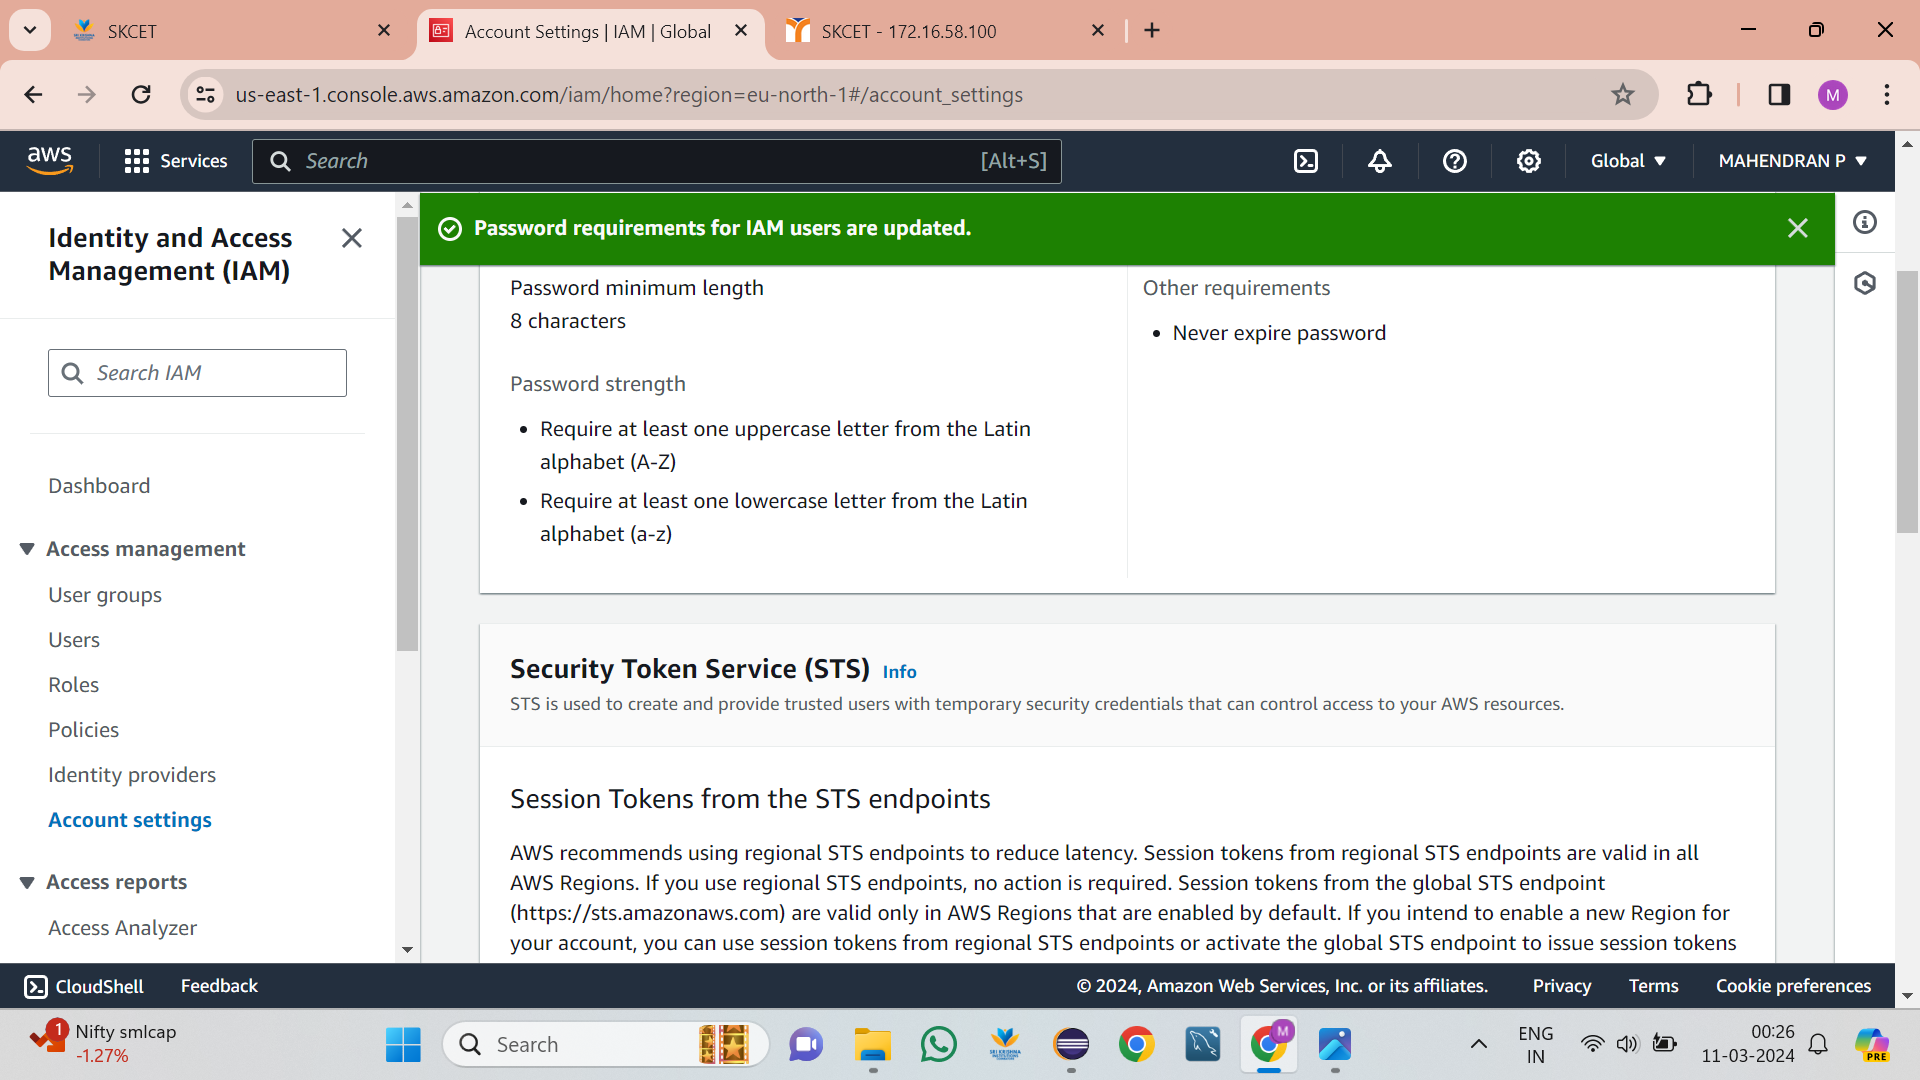 SKCET
Account Settings | IAM | Global
SKCET - 172.16.58.100
us-east-1.console.aws.amazon.com/iam/home?region=eu-north-1#/account_settings
M
aws
Services
Search
[Alt+S]
Global
MAHENDRAN P
Identity and Access
Management (IAM)
Search IAM
Dashboard
Access management
User groups
Users
Roles
Policies
Identity providers
Account settings
Access reports
Access Analyzer
Password requirements for IAM users are updated.
Password minimum length
8 characters
Password strength
• Require at least one uppercase letter from the Latin
alphabet (A-Z)
• Require at least one lowercase letter from the Latin
alphabet (a-z)
Other requirements
• Never expire password
Security Token Service (STS) Info
STS is used to create and provide trusted users with temporary security credentials that can control access to your AWS resources.
Session Tokens from the STS endpoints
AWS recommends using regional STS endpoints to reduce latency. Session tokens from regional STS endpoints are valid in all
AWS Regions. If you use regional STS endpoints, no action is required. Session tokens from the global STS endpoint
(https://sts.amazonaws.com) are valid only in AWS Regions that are enabled by default. If you intend to enable a new Region for
your account, you can use session tokens from regional STS endpoints or activate the global STS endpoint to issue session tokens
CloudShell
Feedback
© 2024, Amazon Web Services, Inc. or its affiliates.
Privacy
Terms
Cookie preferences
1
Nifty smlcap
-1.27%
Search
M
ENG
IN
00:26
11-03-2024
PRE